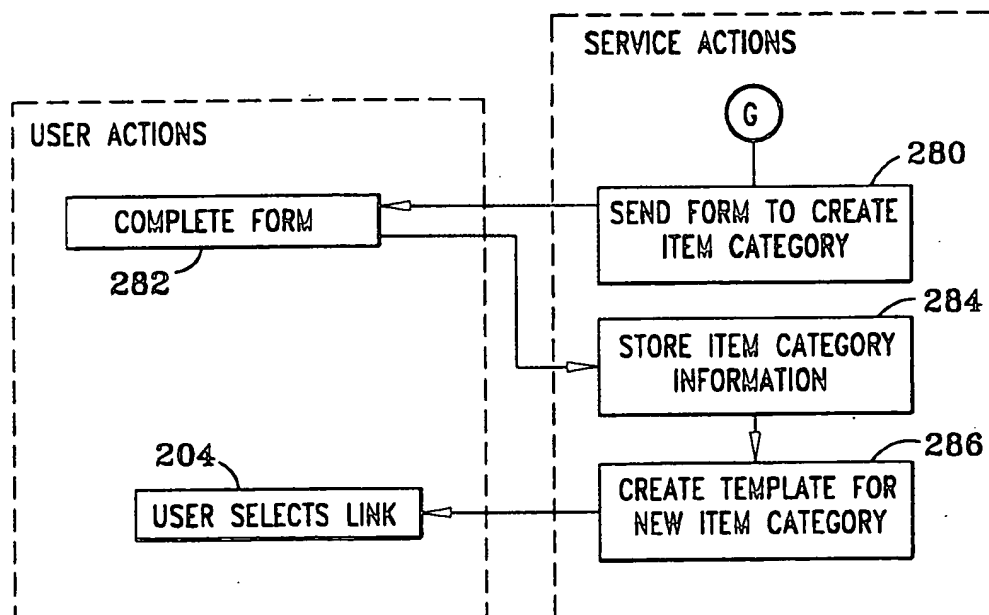 SERVICE ACTIONS
G
USER ACTIONS
280
COMPLETE FORM
SEND FORM TO CREATE
ITEM CATEGORY
282
284
STORE ITEM CATEGORY
INFORMATION
204
286
USER SELECTS LINK
CREATE TEMPLATE FOR
NEW ITEM CATEGORY